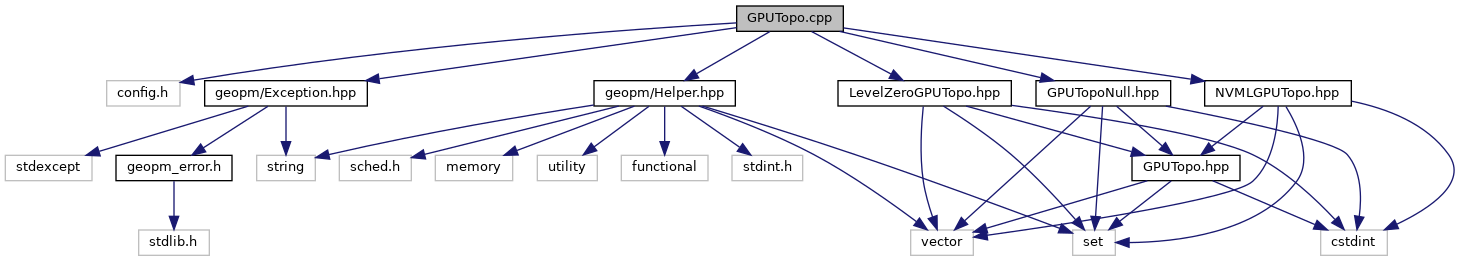 GPUTopo.cpp
config.h
geopm/Exception.hpp
geopm/Helper.hpp
LevelZeroGPUTopo.hpp
GPUTopoNull.hpp
NVMLGPUTopo.hpp
stdexcept
geopm_error.h
string
sched.h
memory
utility
functional
stdint.h
GPUTopo.hpp
stdlib.h
vector
set
cstdint